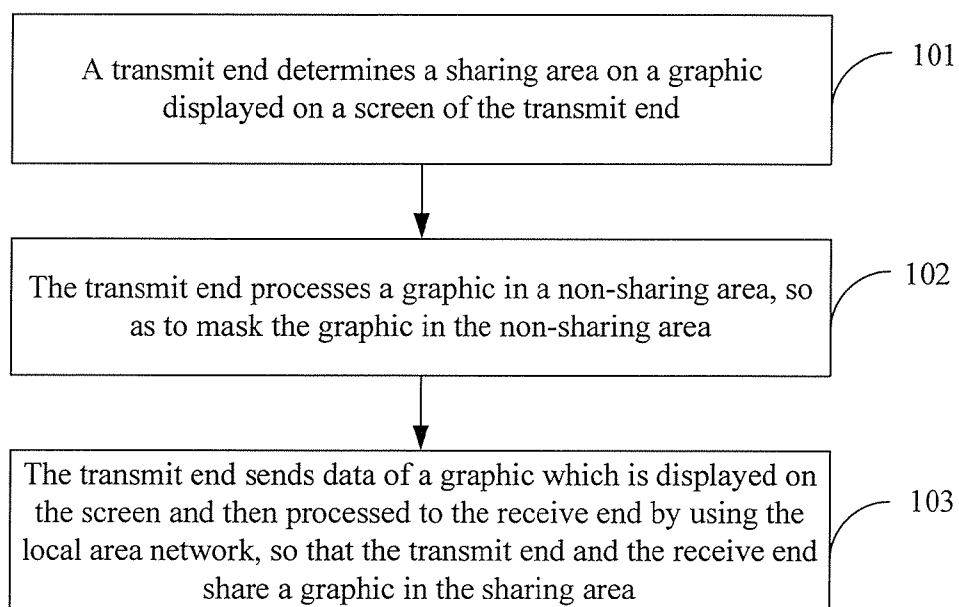 A transmit end determines a sharing area on a graphic
displayed on a screen of the transmit end
101
The transmit end processes a graphic in a non-sharing area, so
as to mask the graphic in the non-sharing area
102
The transmit end sends data of a graphic which is displayed on
the screen and then processed to the receive end by using the
local area network, so that the transmit end and the receive end
share a graphic in the sharing area
103